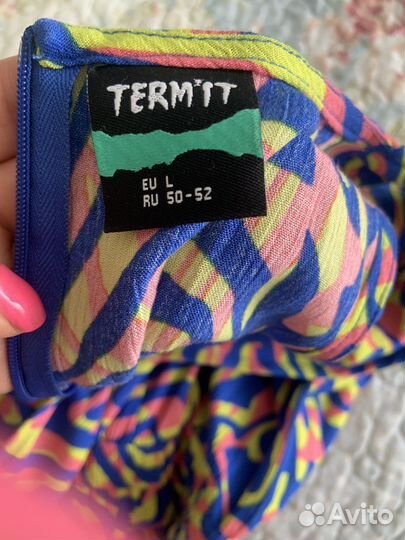 TERM'IT
EU L
RU 50-52
Avito